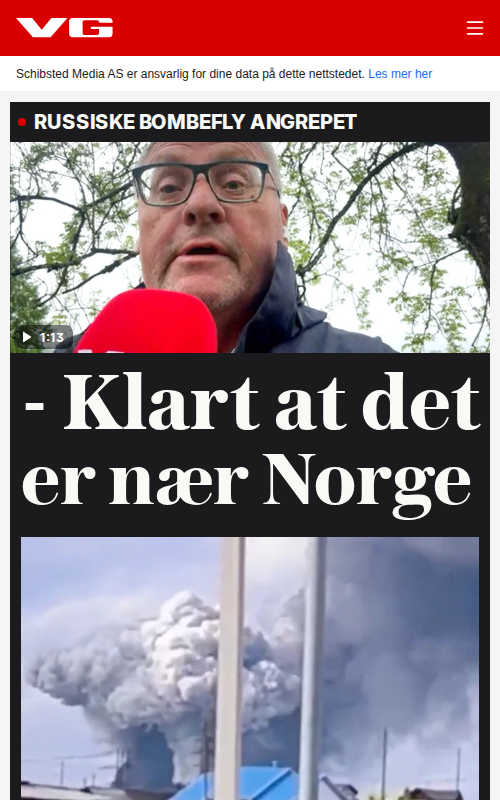 VG
Schibsted Media AS er ansvarlig for dine data på dette nettstedet. Les mer her
RUSSISKE BOMBEFLY ANGREPET
1:13
- Klart at det
er nær Norge